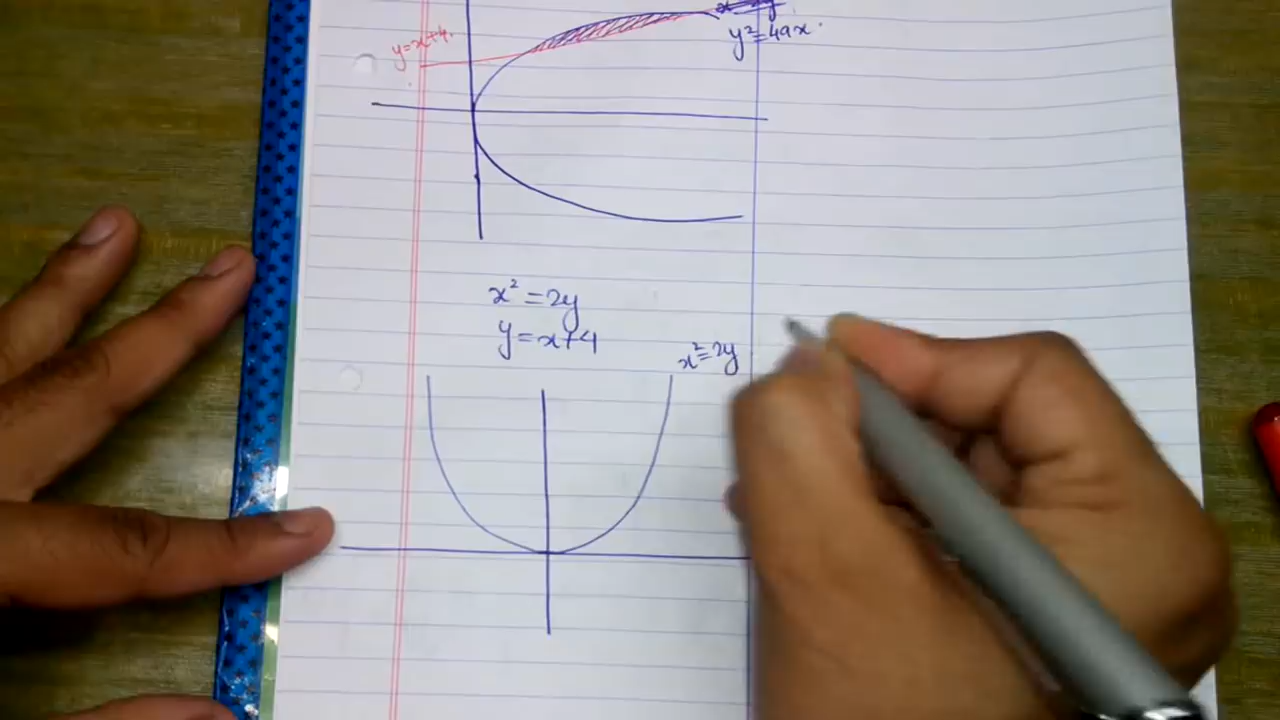 y=x+4.
y²=4ax.
x²=2y
y=x+4
x²=2y